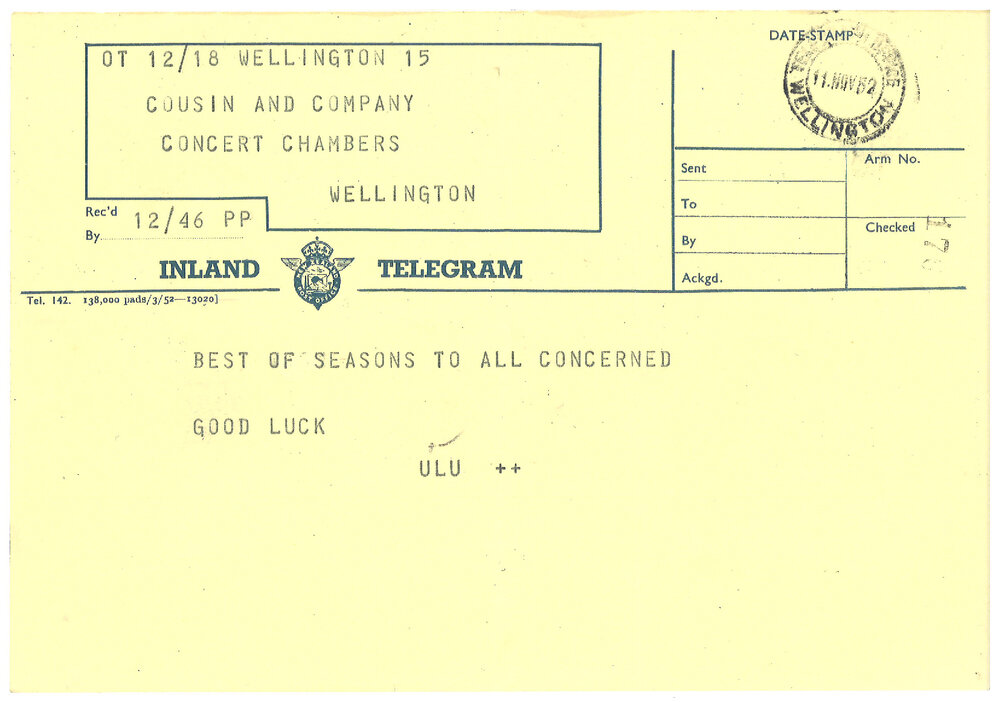 DATE-STAMP
11.NOV 52
WELLINGTON
OT 12/18 WELLINGTON 15
COUSIN AND COMPANY
CONCERT CHAMBERS
WELLINGTON
Rec'd 12/46 PP
By
Sent
To
By
Ackgd.
Arm No.
Checked
INLAND TELEGRAM
POST OFFICE
Tel. 142. 138,000 pads/3/52—13020]
BEST OF SEASONS TO ALL CONCERNED
GOOD LUCK
ULU ++